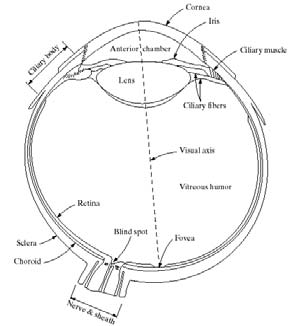 Cornea
Iris
Ciliary body
Anterior chamber
Ciliary muscle
Lens
Ciliary fibers
Visual axis
Vitreous humor
Retina
Blind spot
Sclera
Fovea
Choroid
Nerve & sheath